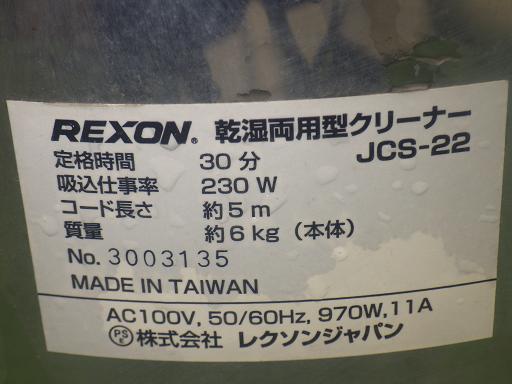 REXON® 乾湿両用型クリーナー
JCS-22
定格時間 30分
吸込仕事率 230 W
コード長さ 約5m
質量 約6kg（本体）
No. 3003135
MADE IN TAIWAN
AC100V, 50/60Hz, 970W, 11A
PSE 株式会社 レクソンジャパン